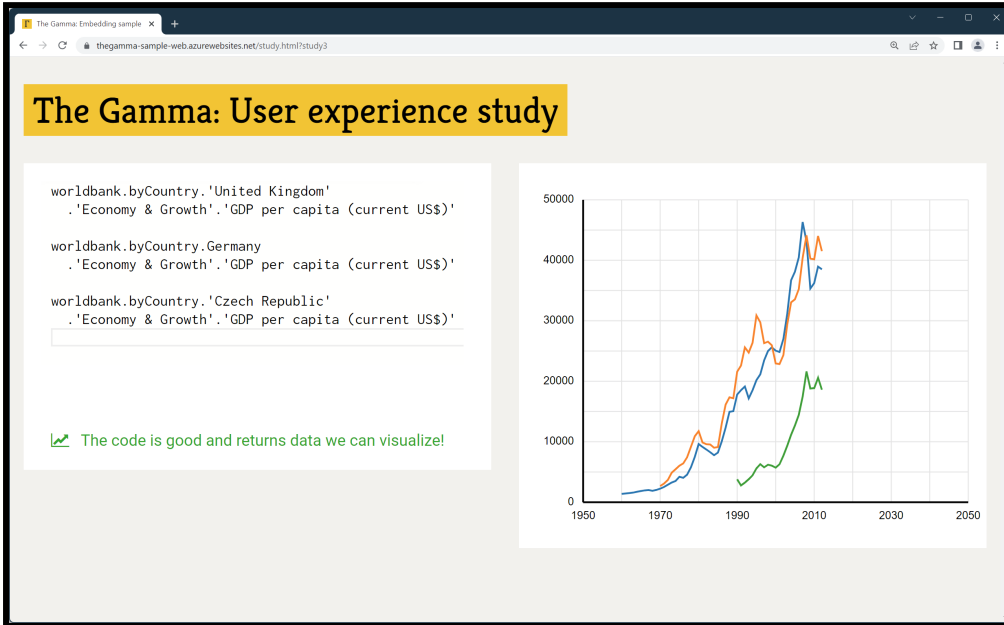 The Gamma: Embedding sample
thegamma-sample-web.azurewebsites.net/study.html?study3
The Gamma: User experience study
worldbank.byCountry.'United Kingdom'
.'Economy & Growth'.'GDP per capita (current US$)'
worldbank.byCountry.Germany
.'Economy & Growth'.'GDP per capita (current US$)'
worldbank.byCountry.'Czech Republic'
.'Economy & Growth'.'GDP per capita (current US$)'
The code is good and returns data we can visualize!
50000
40000
30000
20000
10000
0
1950 1970 1990 2010 2030 2050